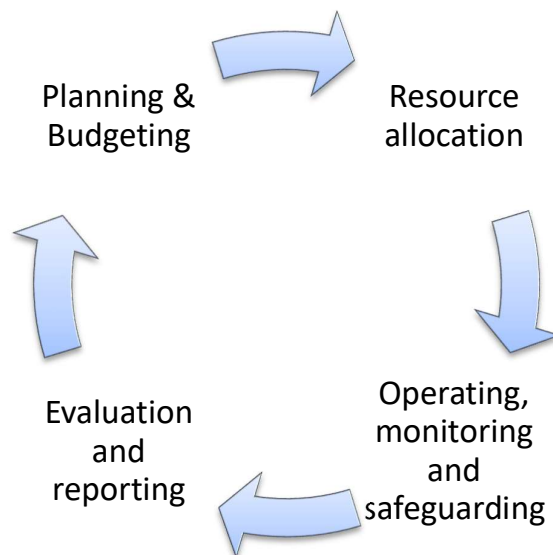 Planning &
Budgeting
Resource
allocation
Operating,
monitoring
and
safeguarding
Evaluation
and
reporting